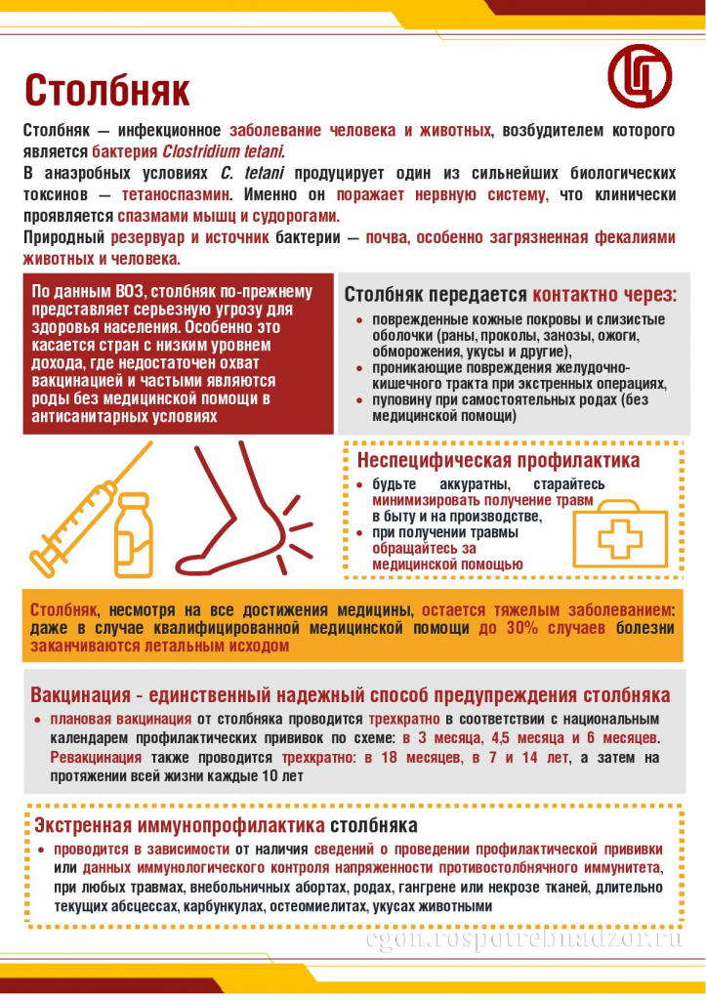 Столбняк
Столбняк — инфекционное заболевание человека и животных, возбудителем которого
является бактерия Clostridium tetani.
В анаэробных условиях C. tetani продуцирует один из сильнейших биологических
токсинов — тетаноспазмин. Именно он поражает нервную систему, что клинически
проявляется спазмами мышц и судорогами.
Природный резервуар и источник бактерии — почва, особенно загрязненная фекалиями
животных и человека.
По данным ВОЗ, столбняк по-прежнему
представляет серьезную угрозу для
здоровья населения. Особенно это
касается стран с низким уровнем
дохода, где недостаточен охват
вакцинацией и частыми являются
роды без медицинской помощи в
антисанитарных условиях
Столбняк передается контактно через:
• поврежденные кожные покровы и слизистые
оболочки (раны, проколы, занозы, ожоги,
обморожения, укусы и другие),
• проникающие повреждения желудочно-
кишечного тракта при экстренных операциях,
• пуповину при самостоятельных родах (без
медицинской помощи)
Неспецифическая профилактика
• будьте аккуратны, старайтесь
минимизировать получение травм
в быту и на производстве,
• при получении травмы
обращайтесь за
медицинской помощью
Столбняк, несмотря на все достижения медицины, остается тяжелым заболеванием:
даже в случае квалифицированной медицинской помощи до 30% случаев болезни
заканчиваются летальным исходом
Вакцинация - единственный надежный способ предупреждения столбняка
• плановая вакцинация от столбняка проводится трехкратно в соответствии с национальным
календарем профилактических прививок по схеме: в 3 месяца, 4,5 месяца и 6 месяцев.
Ревакцинация также проводится трехкратно: в 18 месяцев, в 7 и 14 лет, а затем на
протяжении всей жизни каждые 10 лет
Экстренная иммунопрофилактика столбняка
• проводится в зависимости от наличия сведений о проведении профилактической прививки
или данных иммунологического контроля напряженности противостолбнячного иммунитета,
при любых травмах, внебольничных абортах, родах, гангрене или некрозе тканей, длительно
текущих абсцессах, карбункулах, остеомиелитах, укусах животными
cgon.rospotrebnadzor.ru